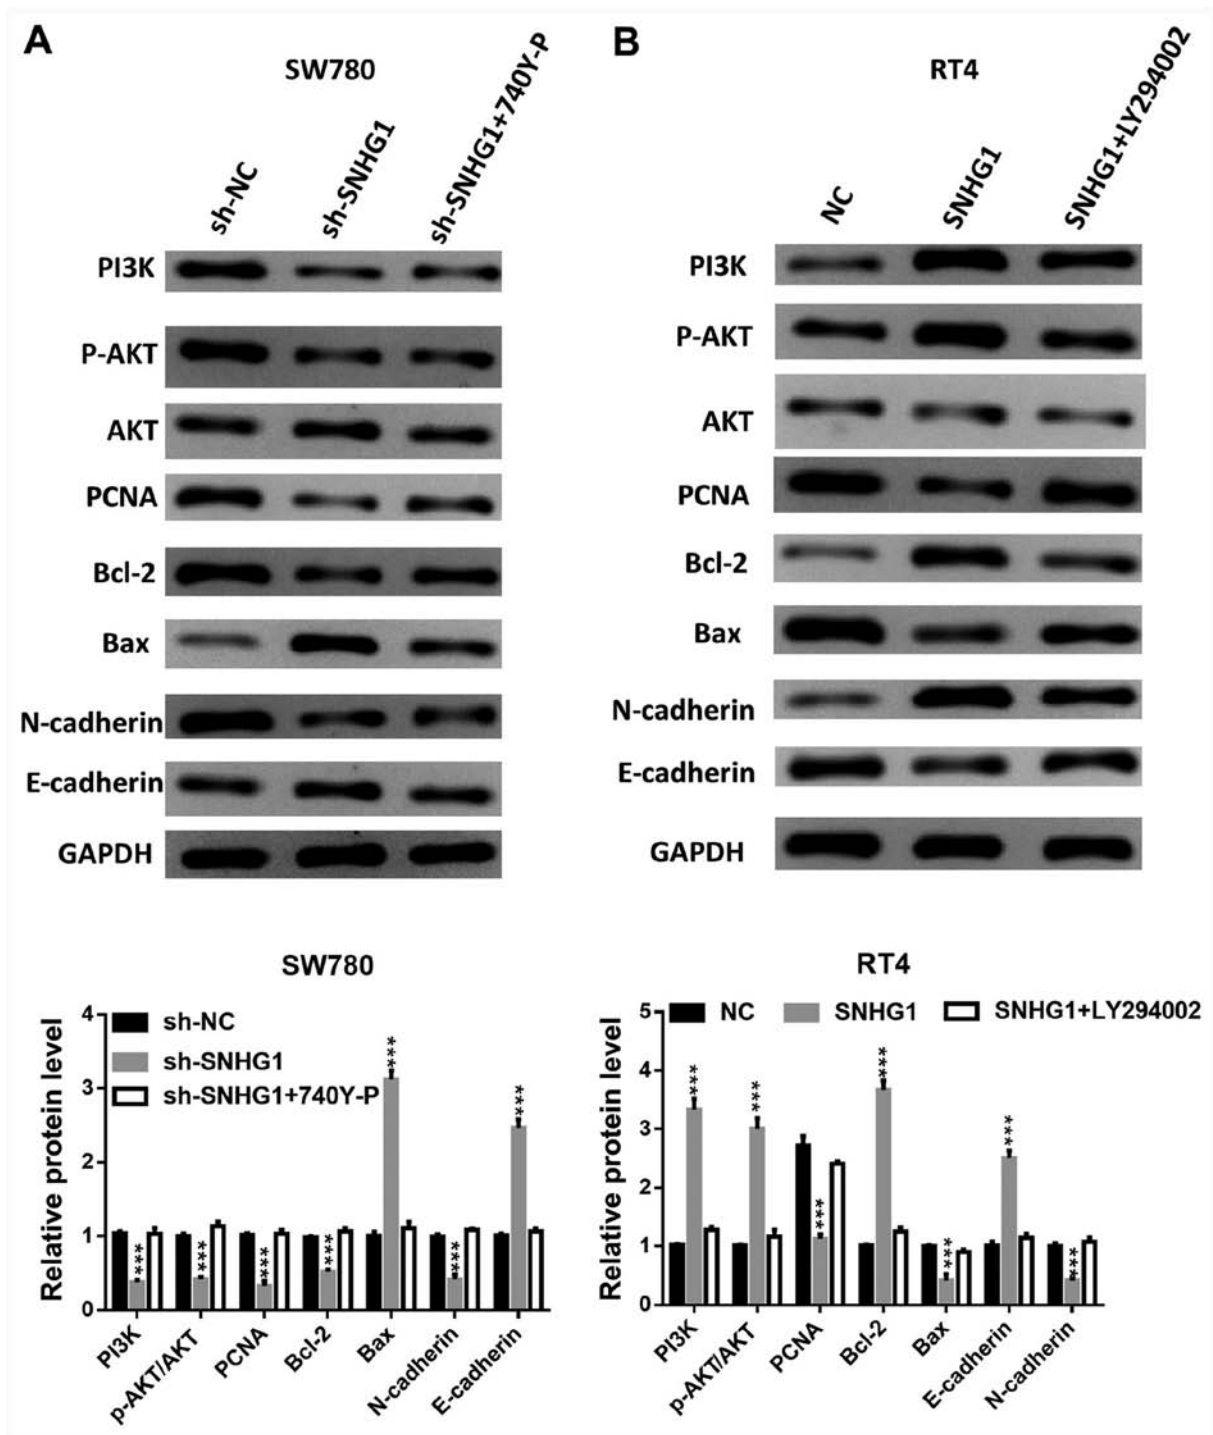 A
SW780
sh-NC
sh-SNHG1
sh-SNHG1+740Y-P
PI3K
P-AKT
AKT
PCNA
Bcl-2
Bax
N-cadherin
E-cadherin
GAPDH
B
RT4
NC
SNHG1
SNHG1+LY294002
PI3K
P-AKT
AKT
PCNA
Bcl-2
Bax
N-cadherin
E-cadherin
GAPDH
SW780
Relative protein level
4
3
2
1
0
sh-NC
sh-SNHG1
sh-SNHG1+740Y-P
***
***
***
***
***
***
***
PI3K
p-AKT/AKT
PCNA
Bcl-2
Bax
N-cadherin
E-cadherin
RT4
Relative protein level
5
4
3
2
1
0
NC
SNHG1
SNHG1+LY294002
***
***
***
***
***
***
***
PI3K
p-AKT/AKT
PCNA
Bcl-2
Bax
E-cadherin
N-cadherin